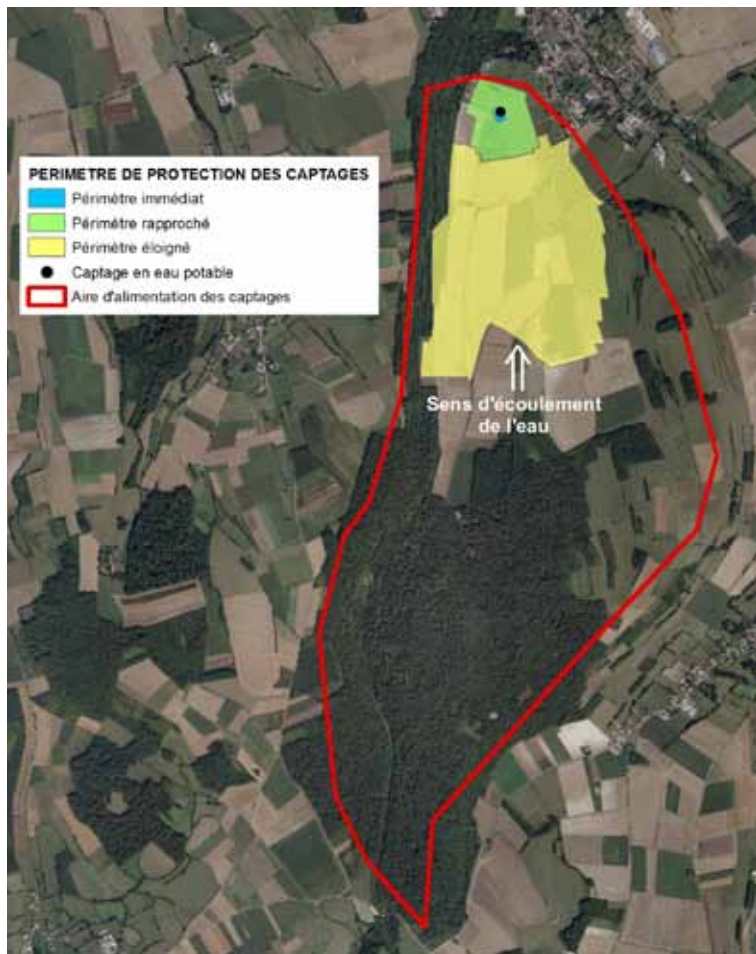 PERIMETRE DE PROTECTION DES CAPTAGES
Périmètre immédiat
Périmètre rapproché
Périmètre éloigné
Captage en eau potable
Aire d'alimentation des captages
Sens d'écoulement
de l'eau